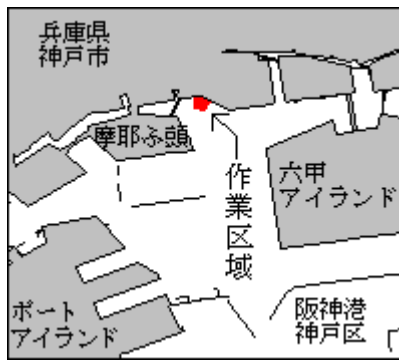 兵庫県
神戸市
摩耶ふ頭
六甲
アイランド
作業区域
ポート
アイランド
阪神港
神戸区